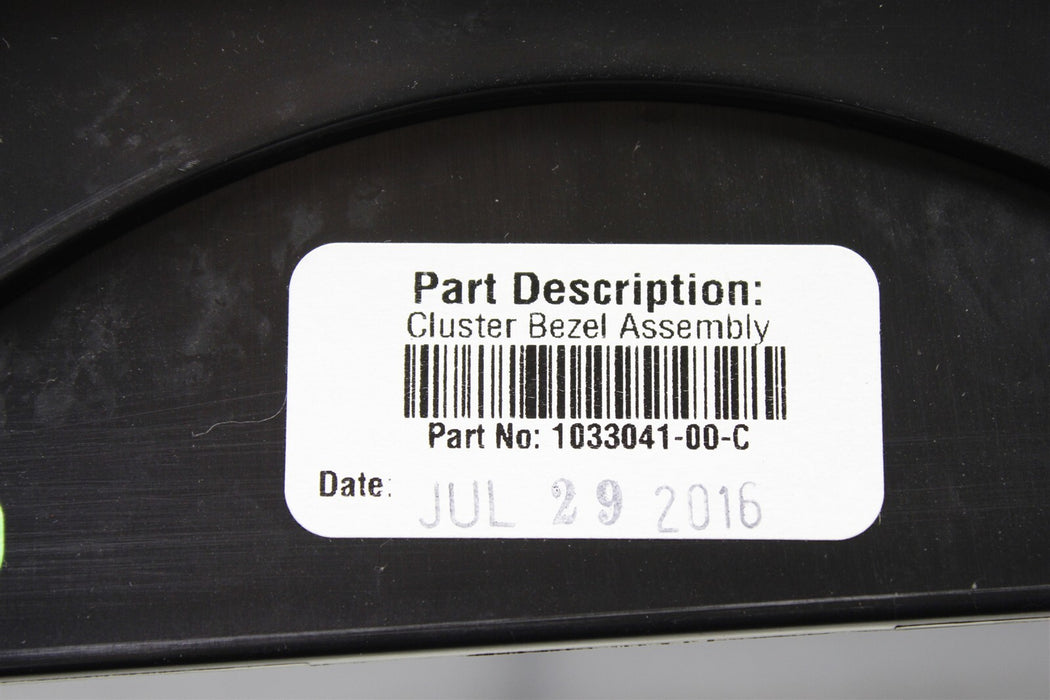 Part Description:
Cluster Bezel Assembly
Part No: 1033041-00-C
Date: JUL 29 2016